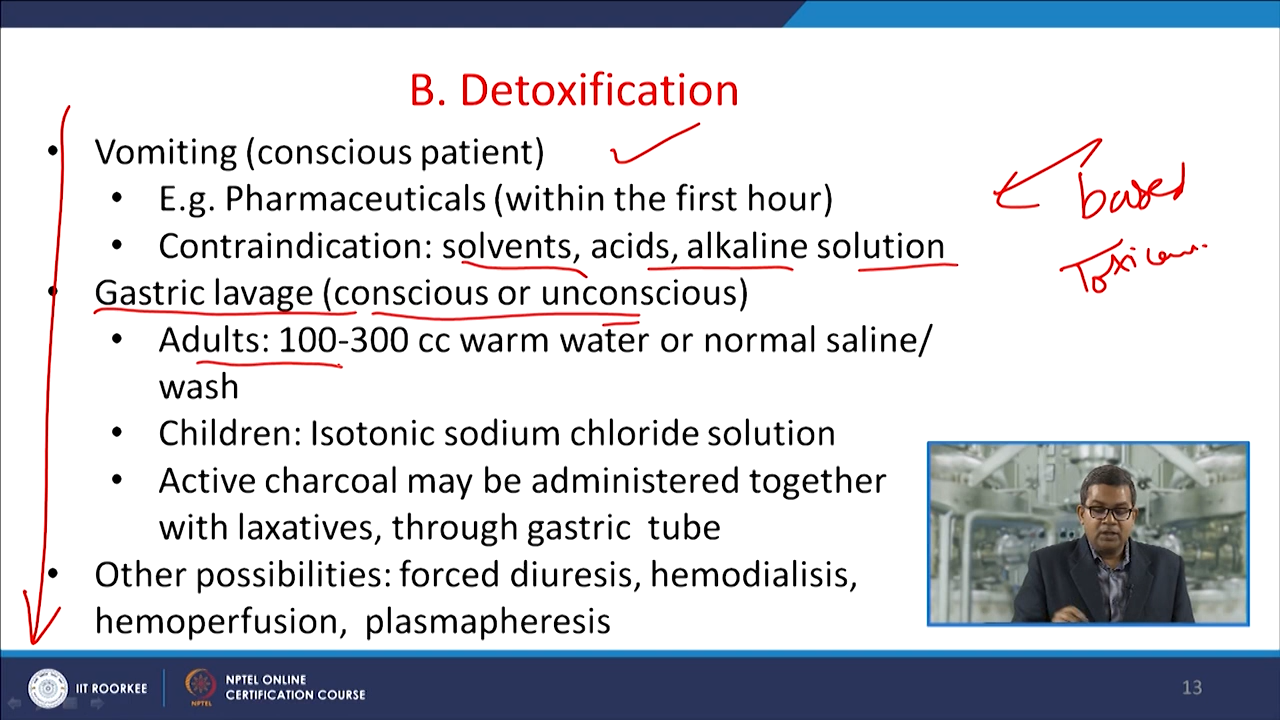 B. Detoxification
• Vomiting (conscious patient)
• E.g. Pharmaceuticals (within the first hour)
based
• Contraindication: solvents, acids, alkaline solution
• Gastric lavage (conscious or unconscious)
• Adults: 100-300 cc warm water or normal saline/
wash
• Children: Isotonic sodium chloride solution
• Active charcoal may be administered together
with laxatives, through gastric tube
• Other possibilities: forced diuresis, hemodialisis,
hemoperfusion, plasmapheresis
IIT ROORKEE
NPTEL
NPTEL ONLINE
CERTIFICATION COURSE
13